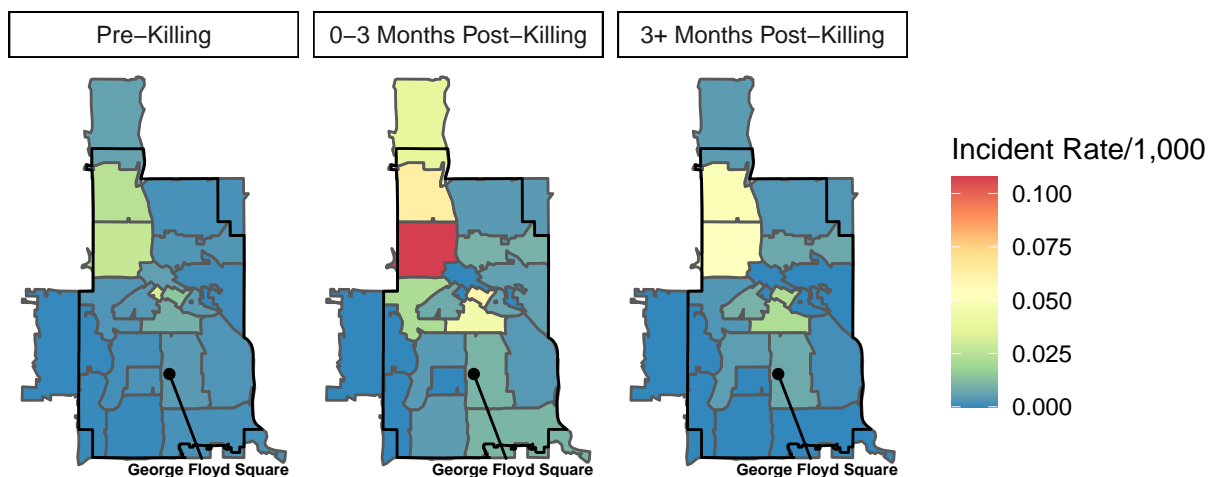 Pre−Killing
0−3 Months Post−Killing
3+ Months Post−Killing
Incident Rate/1,000
0.100
0.075
0.050
0.025
0.000
George Floyd Square
George Floyd Square
George Floyd Square